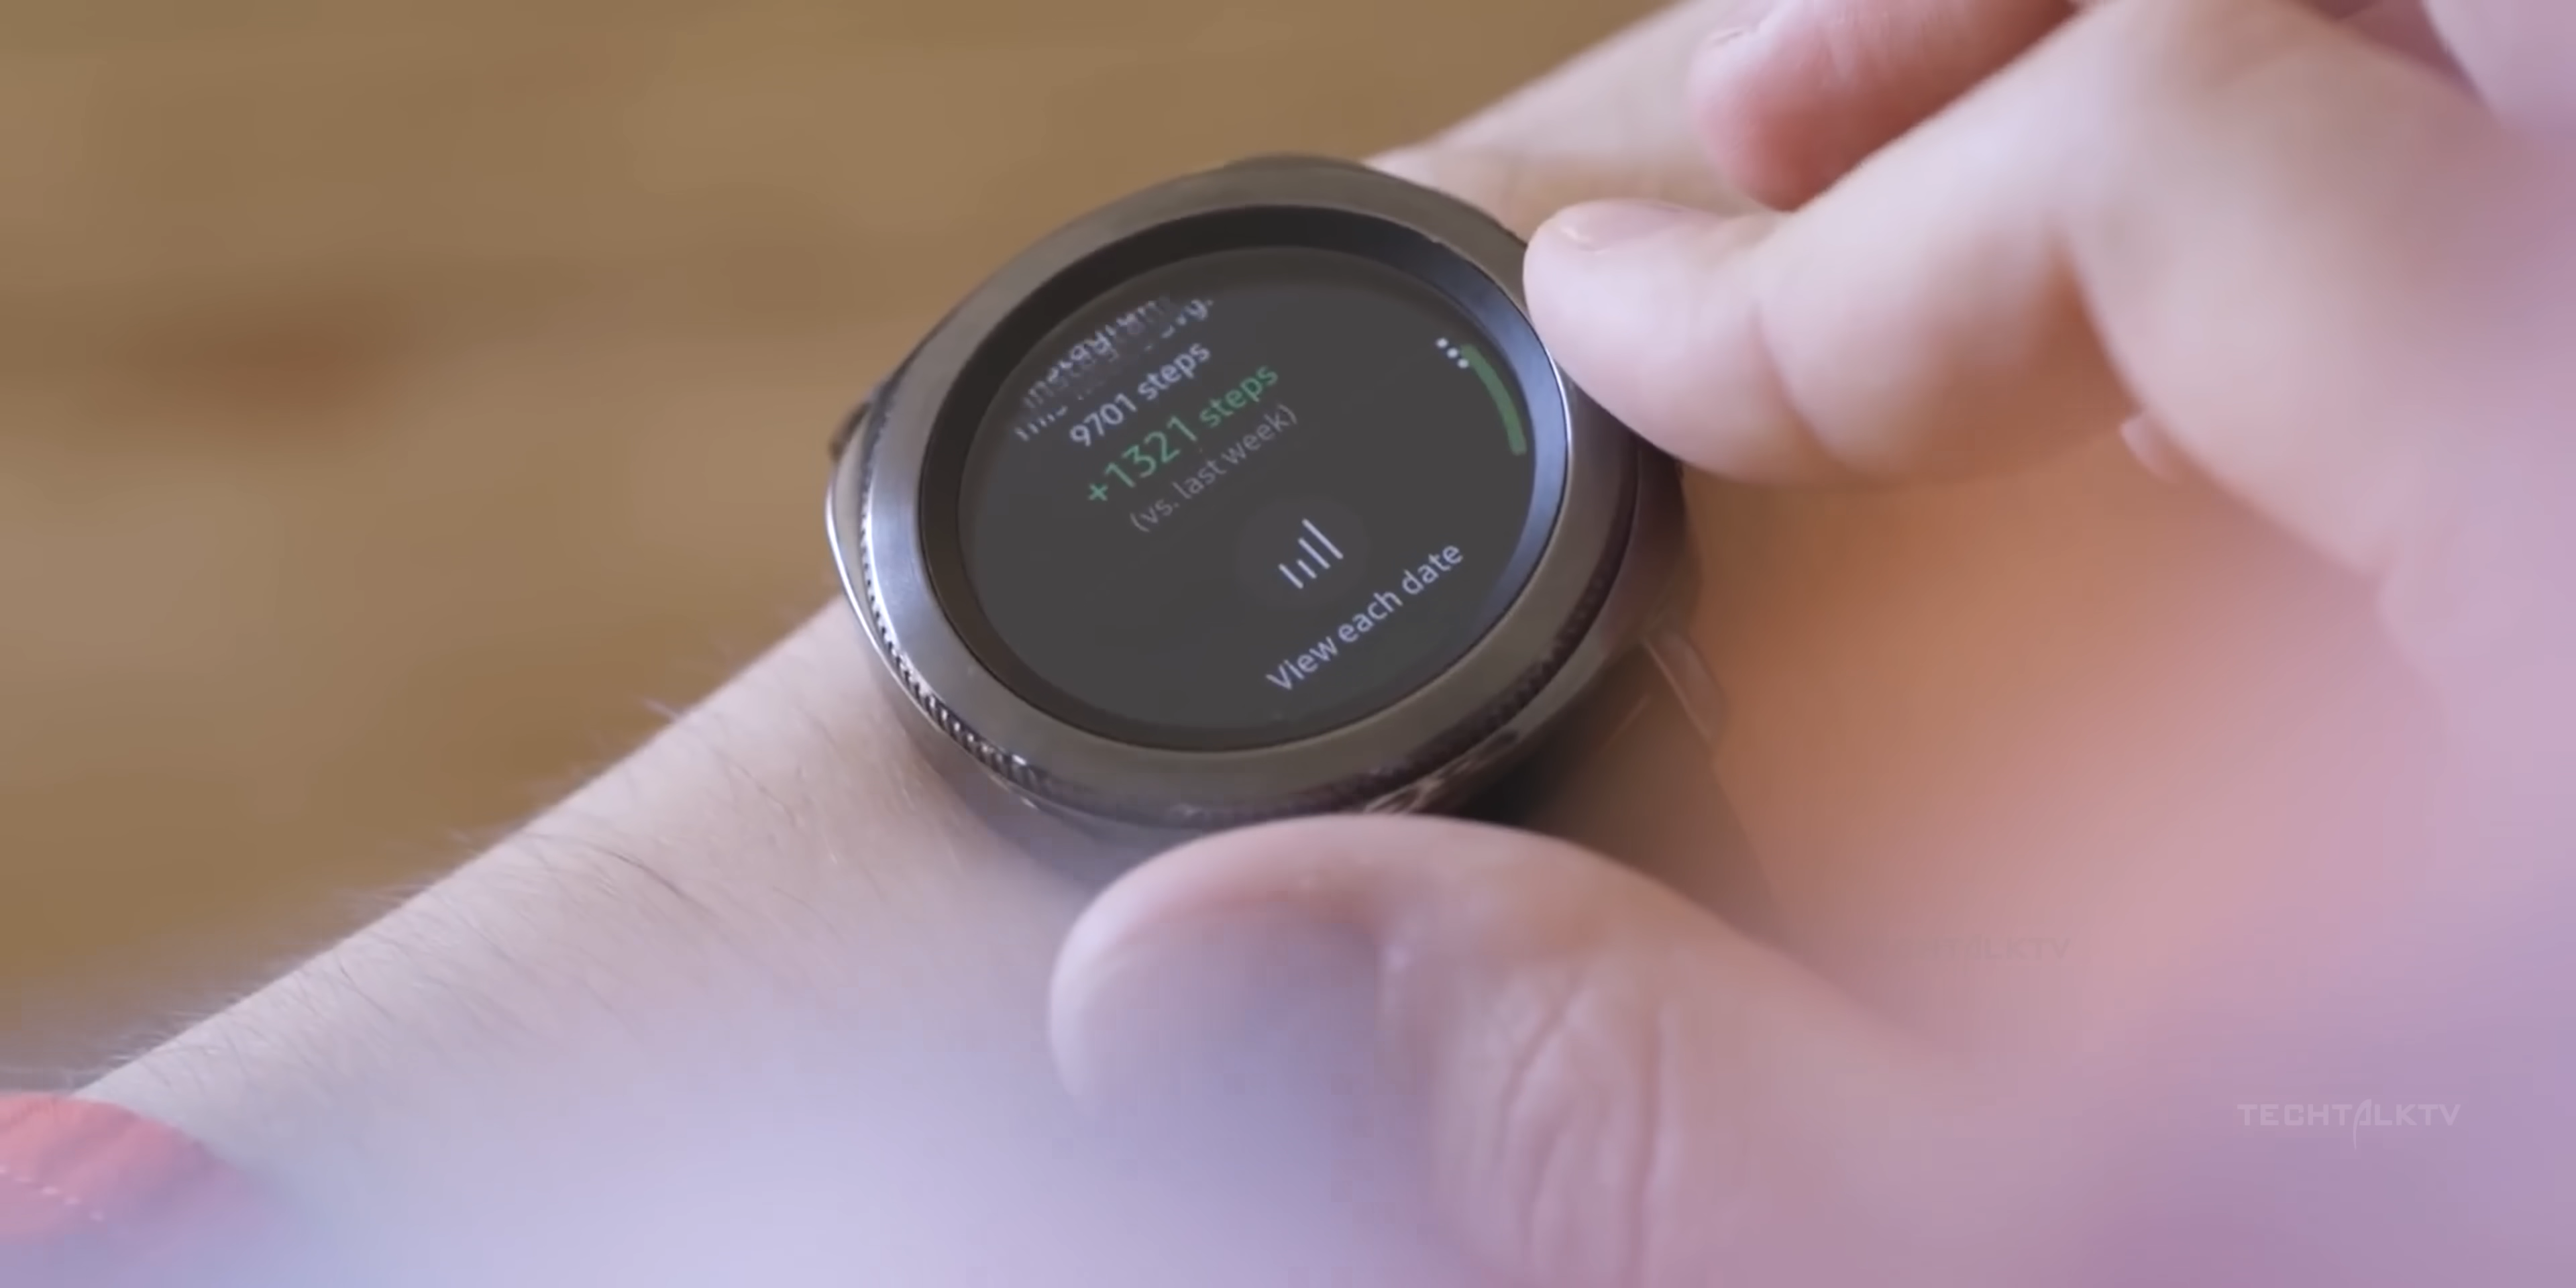 9701 steps
+1321 steps
(vs. last week)
View each date
TECHTALKTV